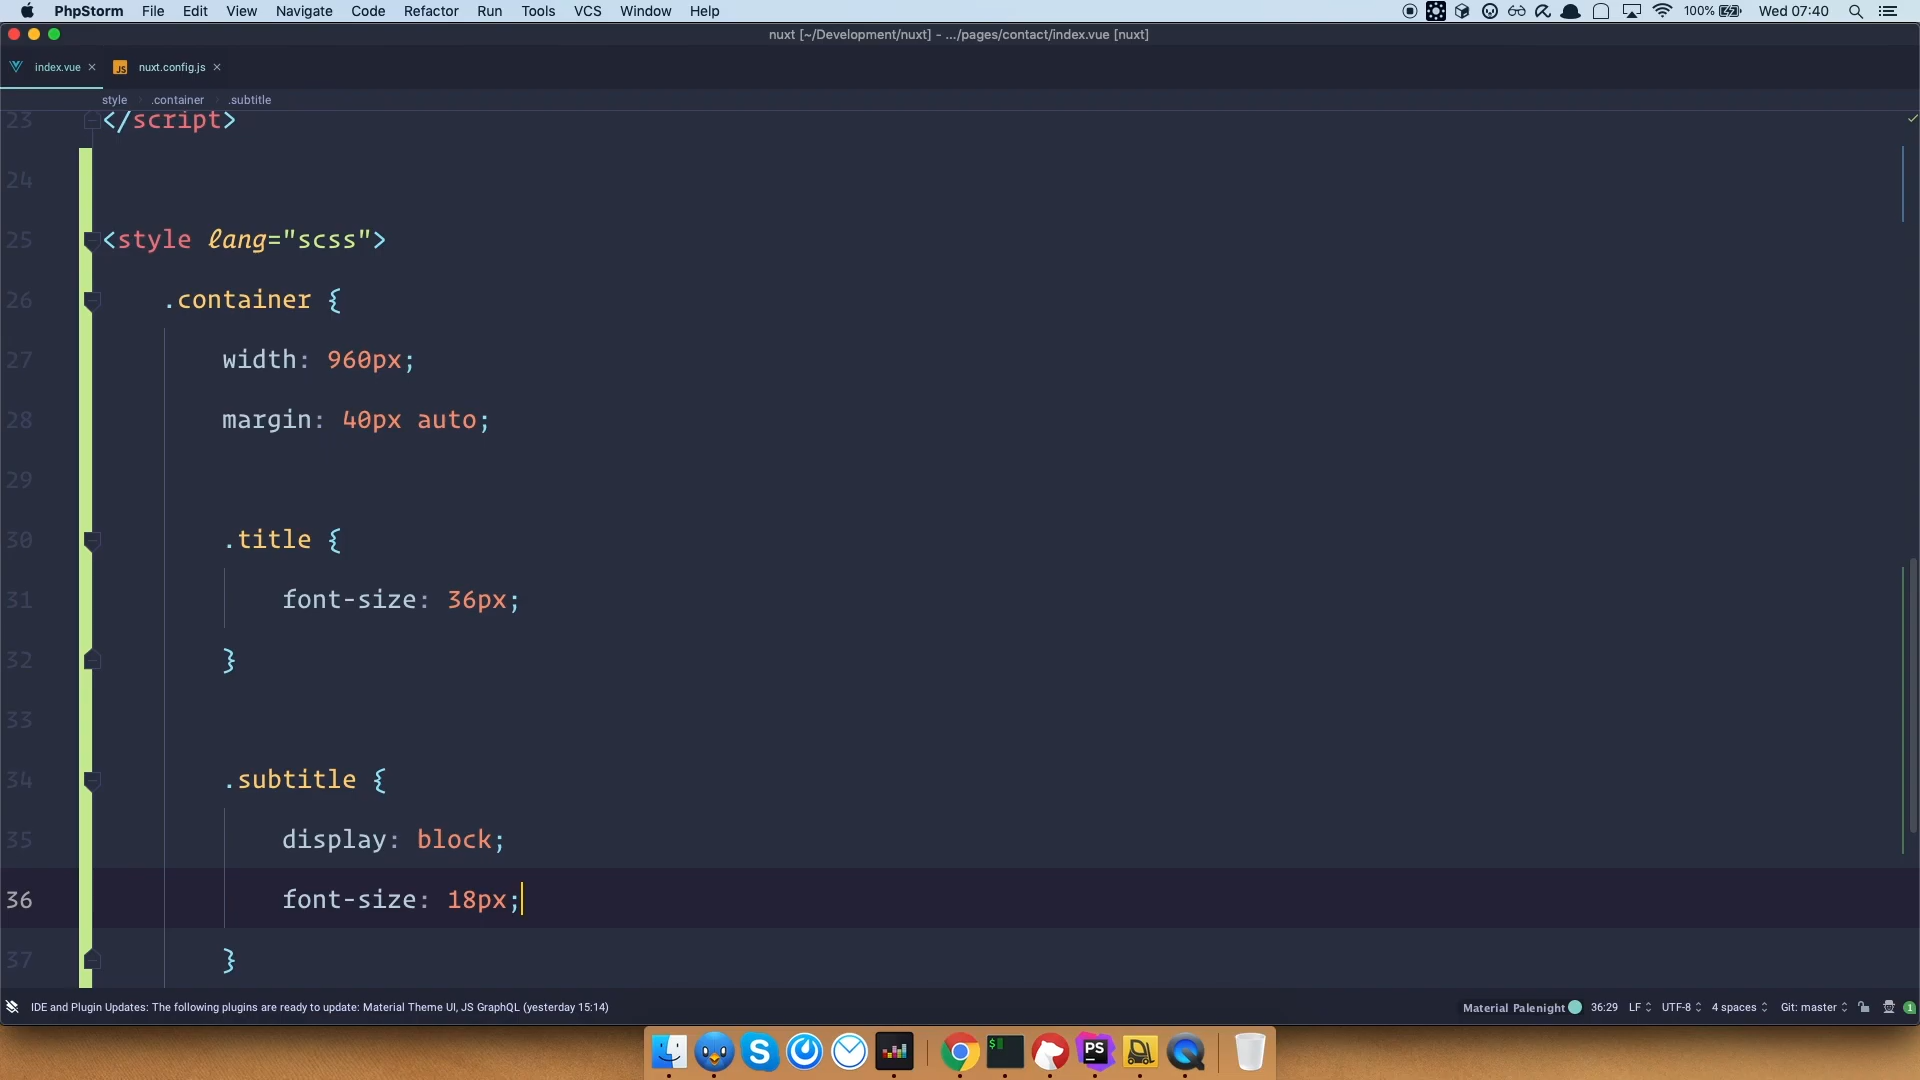 PhpStorm File Edit View Navigate Code Refactor Run Tools VCS Window Help 100% Wed 07:40
nuxt [~/Development/nuxt] - .../pages/contact/index.vue [nuxt]
index.vue nuxt.config.js
style .container .subtitle
23 </script>
24
25 <style lang="scss">
26 .container {
27 width: 960px;
28 margin: 40px auto;
29
30 .title {
31 font-size: 36px;
32 }
33
34 .subtitle {
35 display: block;
36 font-size: 18px;
37 }
IDE and Plugin Updates: The following plugins are ready to update: Material Theme UI, JS GraphQL (yesterday 15:14) Material Palenight 36:29 LF UTF-8 4 spaces Git: master 1